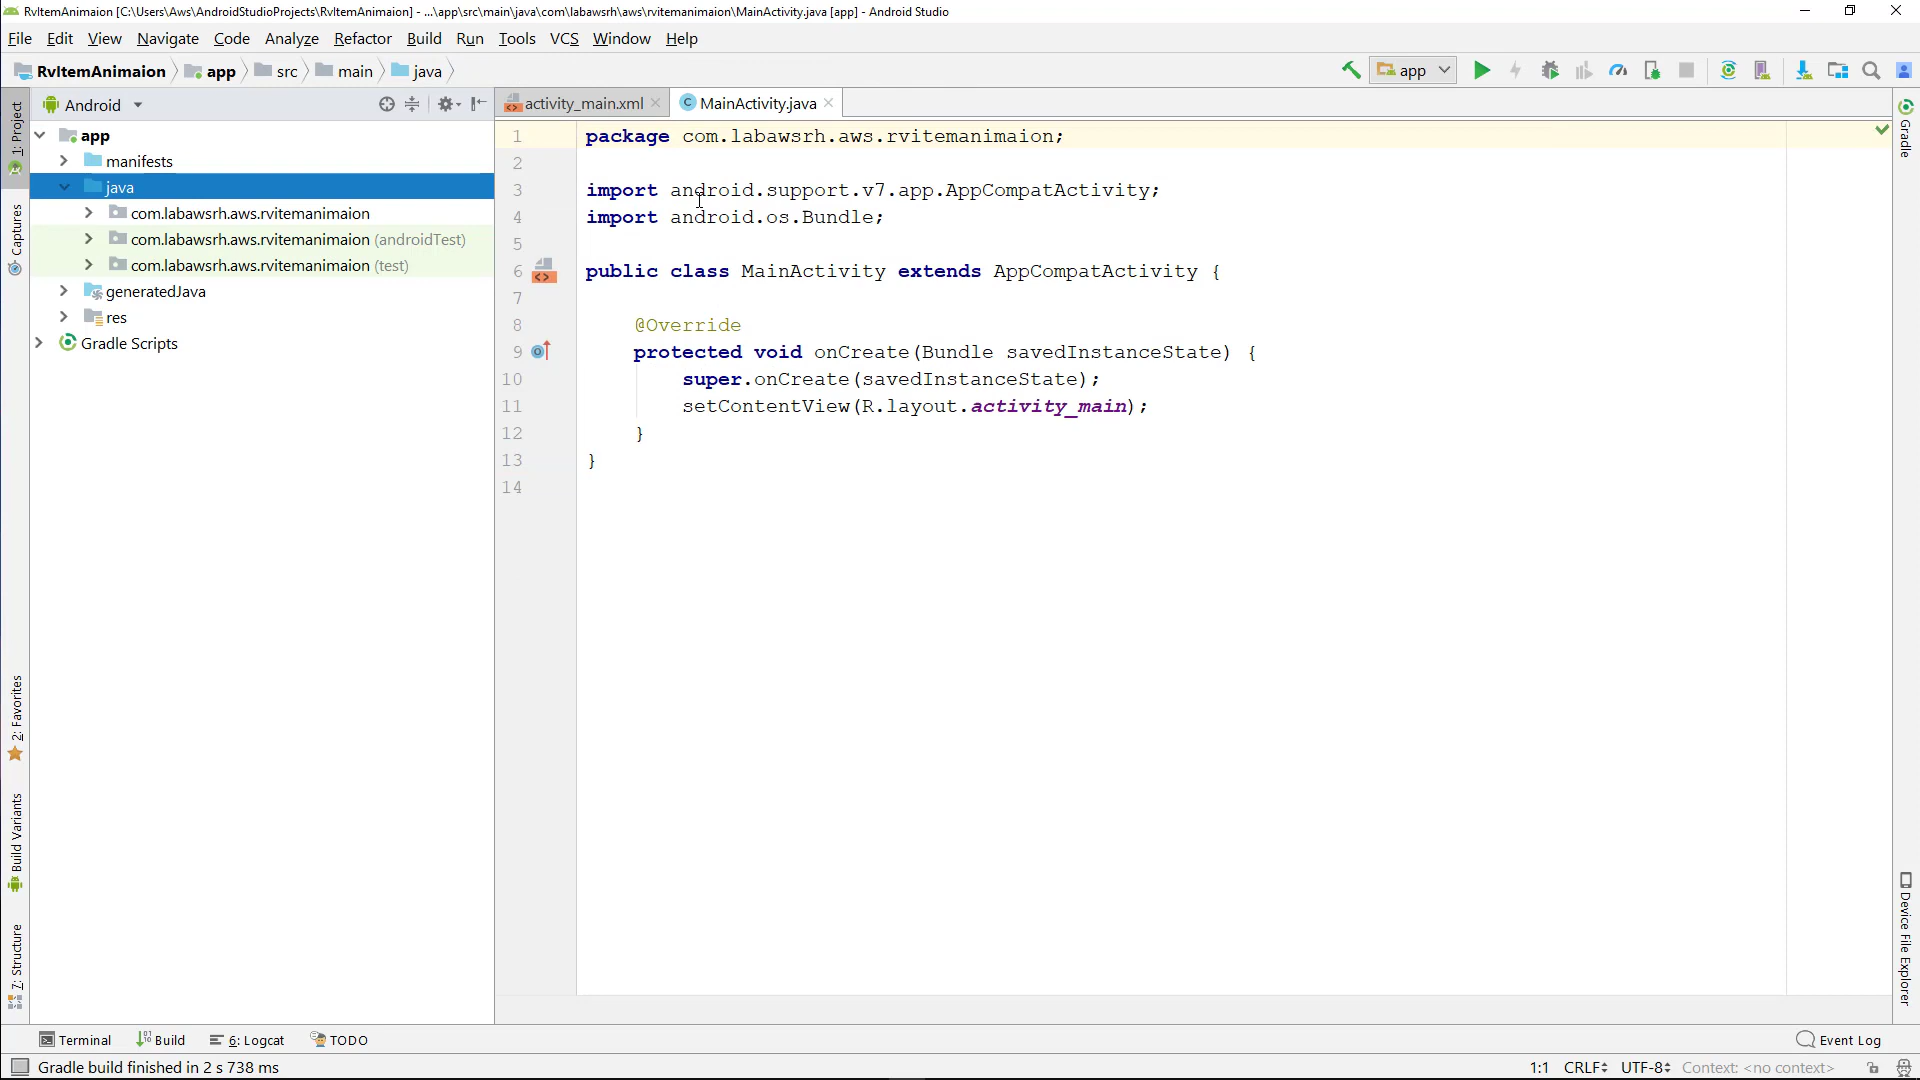 RvItemAnimaion [C:\Users\Aws\AndroidStudioProjects\RvItemAnimaion] - ...\app\src\main\java\com\labawsrh\aws\rvitemanimaion\MainActivity.java [app] - Android Studio
File Edit View Navigate Code Analyze Refactor Build Run Tools VCS Window Help
RvItemAnimaion app src main java app
Android
activity_main.xml MainActivity.java
1: Project
Captures
2: Favorites
Build Variants
7: Structure
app
manifests
java
com.labawsrh.aws.rvitemanimaion
com.labawsrh.aws.rvitemanimaion (androidTest)
com.labawsrh.aws.rvitemanimaion (test)
generatedJava
res
Gradle Scripts
1 package com.labawsrh.aws.rvitemanimaion;
2
3 import android.support.v7.app.AppCompatActivity;
4 import android.os.Bundle;
5
6 public class MainActivity extends AppCompatActivity {
7
8 @Override
9 protected void onCreate(Bundle savedInstanceState) {
10 super.onCreate(savedInstanceState);
11 setContentView(R.layout.activity_main);
12 }
13 }
14
Gradle
Device File Explorer
Terminal Build 6: Logcat TODO Event Log
Gradle build finished in 2 s 738 ms 1:1 CRLF UTF-8 Context: <no context>